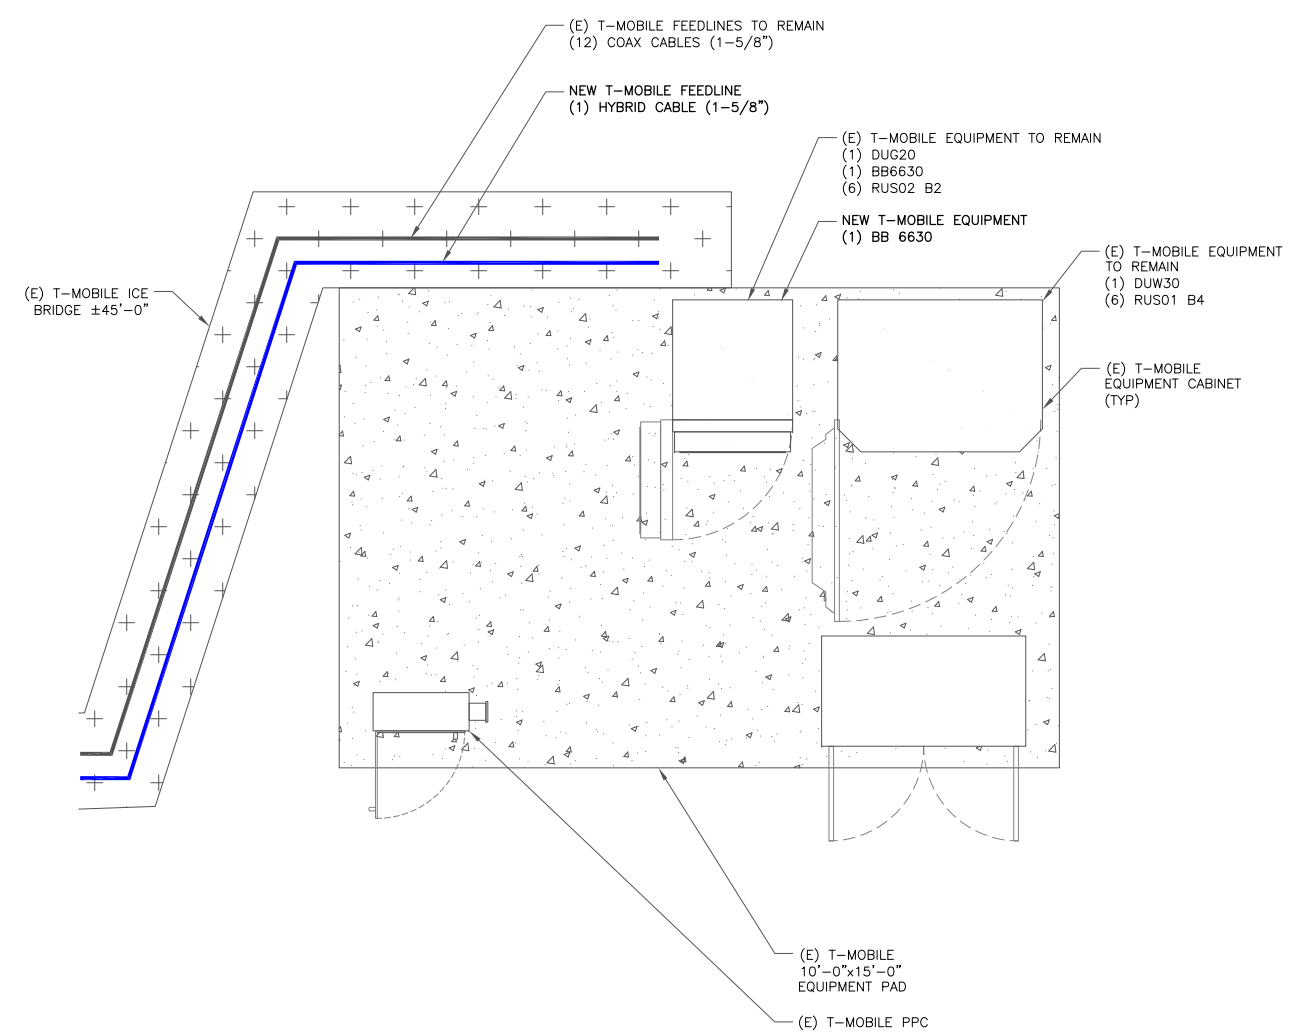 (E) T-MOBILE FEEDLINES TO REMAIN
(12) COAX CABLES (1-5/8")
NEW T-MOBILE FEEDLINE
(1) HYBRID CABLE (1-5/8")
(E) T-MOBILE EQUIPMENT TO REMAIN
(1) DUG20
(1) BB6630
(6) RUS02 B2
NEW T-MOBILE EQUIPMENT
(1) BB 6630
(E) T-MOBILE EQUIPMENT
TO REMAIN
(1) DUW30
(6) RUS01 B4
(E) T-MOBILE ICE
BRIDGE ±45'-0"
(E) T-MOBILE
EQUIPMENT CABINET
(TYP)
(E) T-MOBILE
10'-0"x15'-0"
EQUIPMENT PAD
(E) T-MOBILE PPC